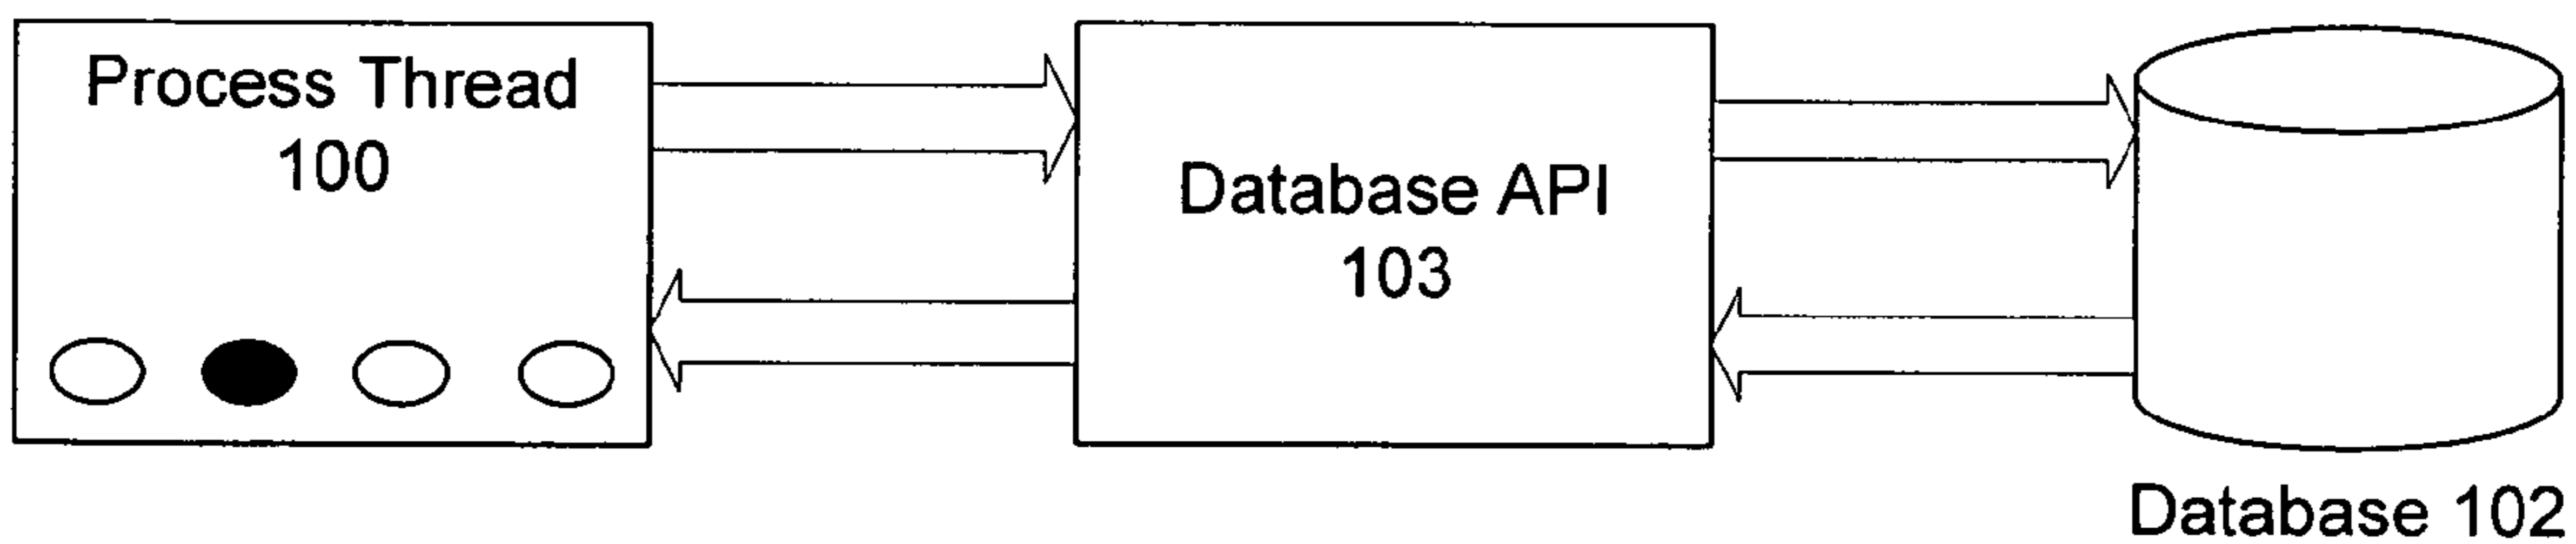 Process Thread
100
Database API
103
Database 102